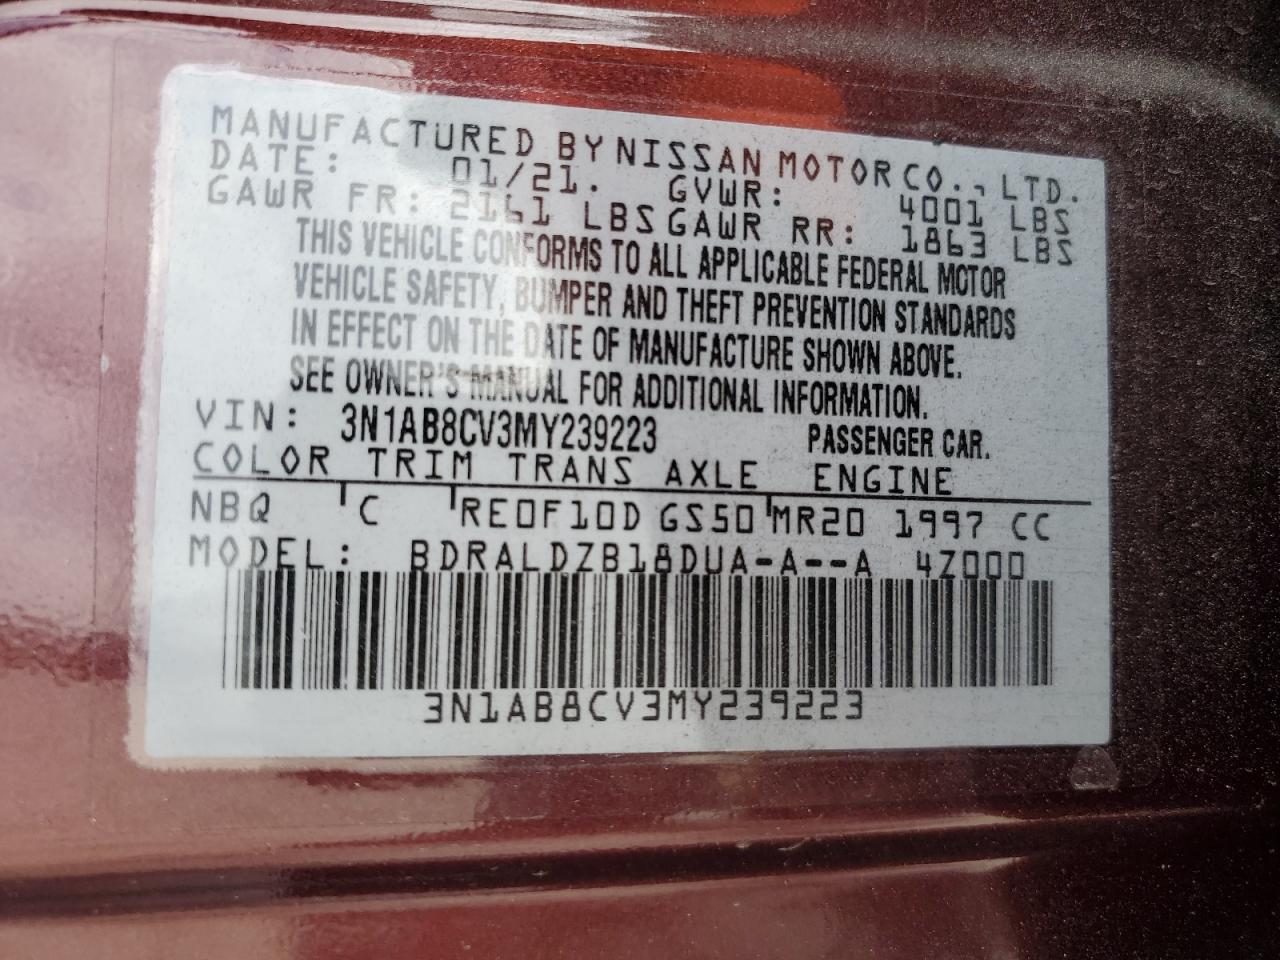 MANUFACTURED BY NISSAN MOTOR CO., LTD.
DATE: 01/21. GVWR: 4001 LBS
GAWR FR: 2161 LBS GAWR RR: 1863 LBS
THIS VEHICLE CONFORMS TO ALL APPLICABLE FEDERAL MOTOR
VEHICLE SAFETY, BUMPER AND THEFT PREVENTION STANDARDS
IN EFFECT ON THE DATE OF MANUFACTURE SHOWN ABOVE.
SEE OWNER'S MANUAL FOR ADDITIONAL INFORMATION.
VIN: 3N1AB8CV3MY239223 PASSENGER CAR.
COLOR TRIM TRANS AXLE ENGINE
NBQ C RE0F10D GS50 MR20 1997 CC
MODEL: BDRALDZB18DUA-A--A 4Z000
3N1AB8CV3MY239223